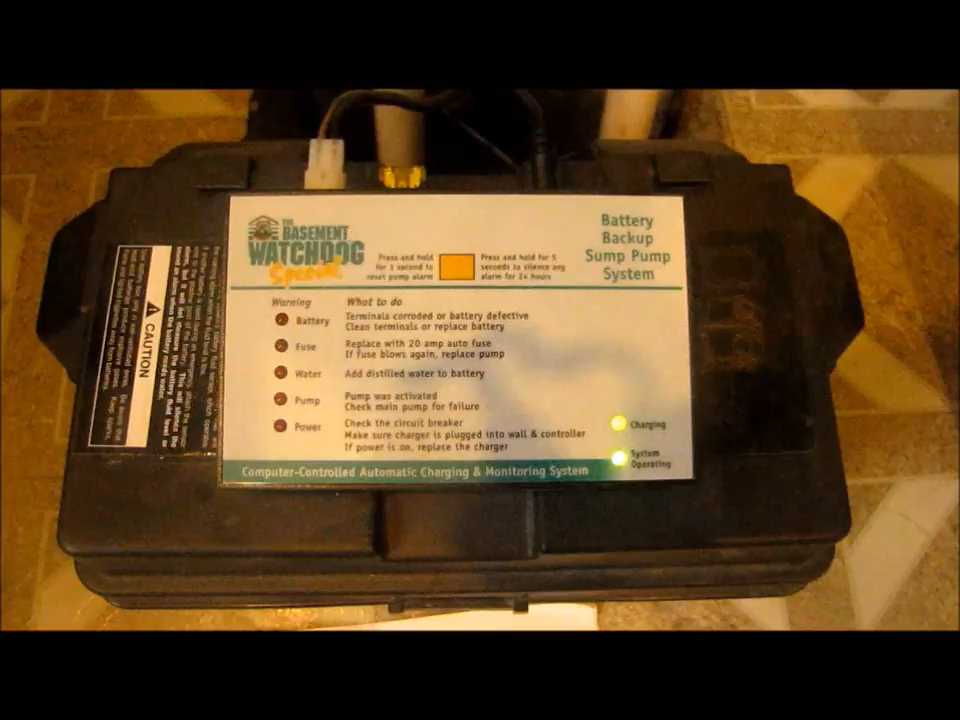 THE
BASEMENT
WATCHDOG
Special
Press and hold
for 1 second to
reset pump alarm
Press and hold for 5
seconds to silence any
alarm for 24 hours
Battery
Backup
Sump Pump
System
Warning
What to do
Battery
Terminals corroded or battery defective
Clean terminals or replace battery
Fuse
Replace with 20 amp auto fuse
If fuse blows again, replace pump
Water
Add distilled water to battery
Pump
Pump was activated
Check main pump for failure
Power
Check the circuit breaker
Make sure charger is plugged into wall & controller
If power is on, replace the charger
Charging
System
Operating
Computer-Controlled Automatic Charging & Monitoring System
CAUTION